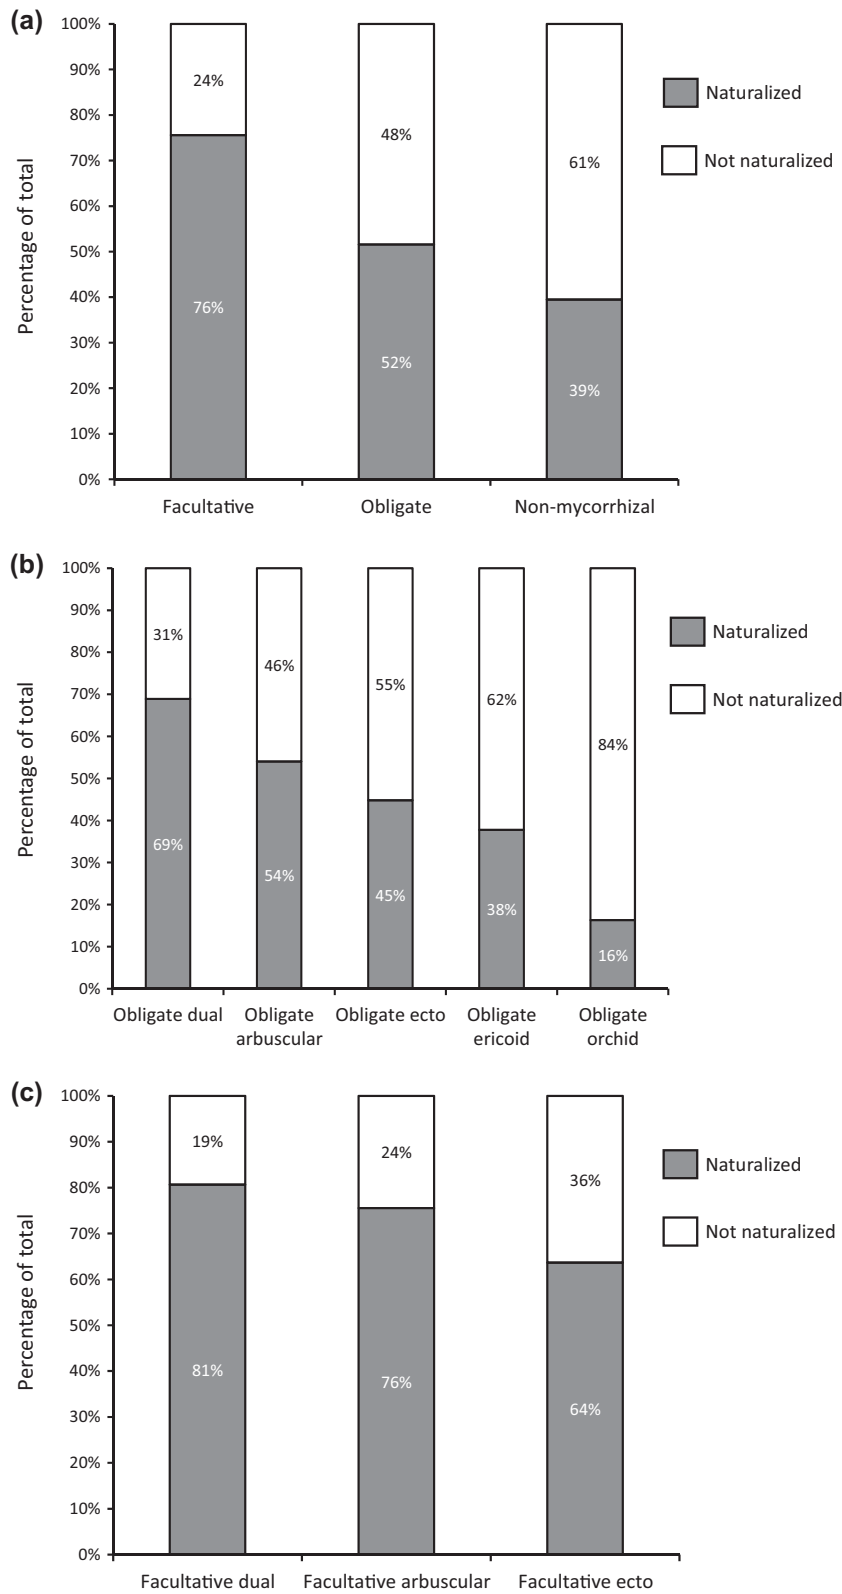 (a)
Percentage of total
100%
90%
80%
70%
60%
50%
40%
30%
20%
10%
0%
24%
76%
48%
52%
61%
39%
Facultative
Obligate
Non-mycorrhizal
Naturalized
Not naturalized
(b)
Percentage of total
100%
90%
80%
70%
60%
50%
40%
30%
20%
10%
0%
31%
69%
46%
54%
55%
45%
62%
38%
84%
16%
Obligate dual
Obligate
arbuscular
Obligate ecto
Obligate
ericoid
Obligate
orchid
Naturalized
Not naturalized
(c)
Percentage of total
100%
90%
80%
70%
60%
50%
40%
30%
20%
10%
0%
19%
81%
24%
76%
36%
64%
Facultative dual
Facultative arbuscular
Facultative ecto
Naturalized
Not naturalized